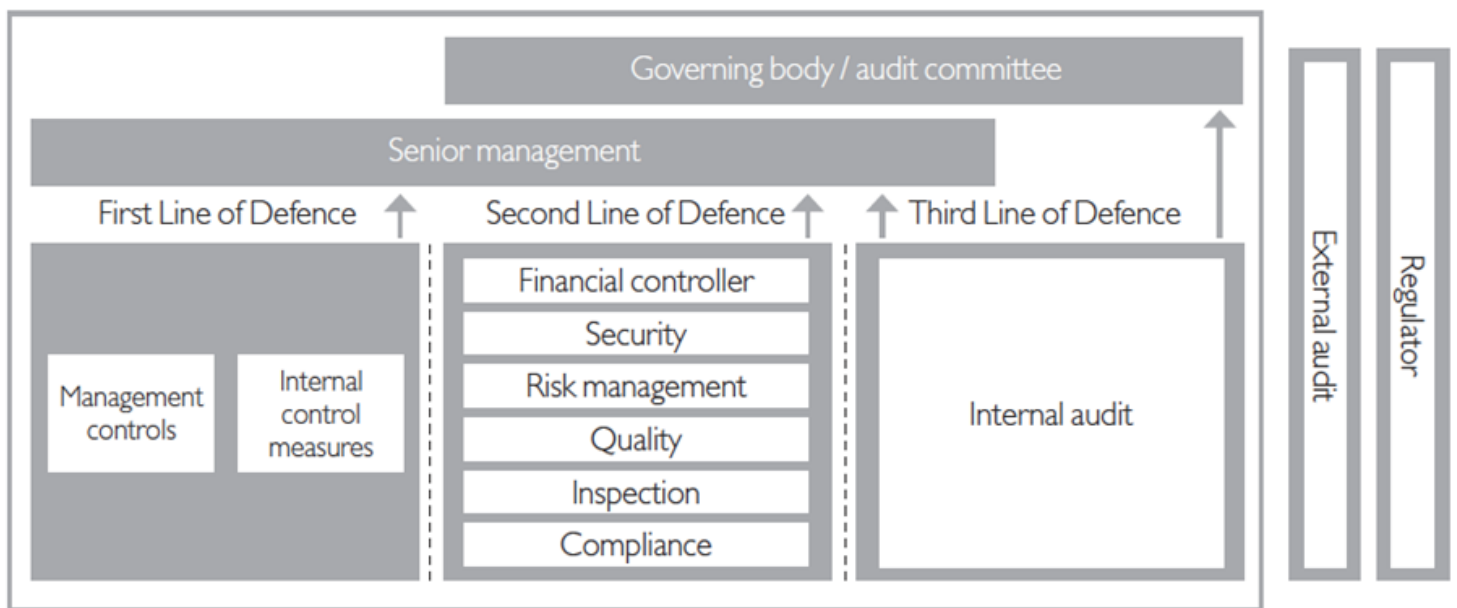 Governing body / audit committee
Senior management
First Line of Defence
Second Line of Defence
Third Line of Defence
Management
controls
Internal
control
measures
Financial controller
Security
Risk management
Quality
Inspection
Compliance
Internal audit
External audit
Regulator